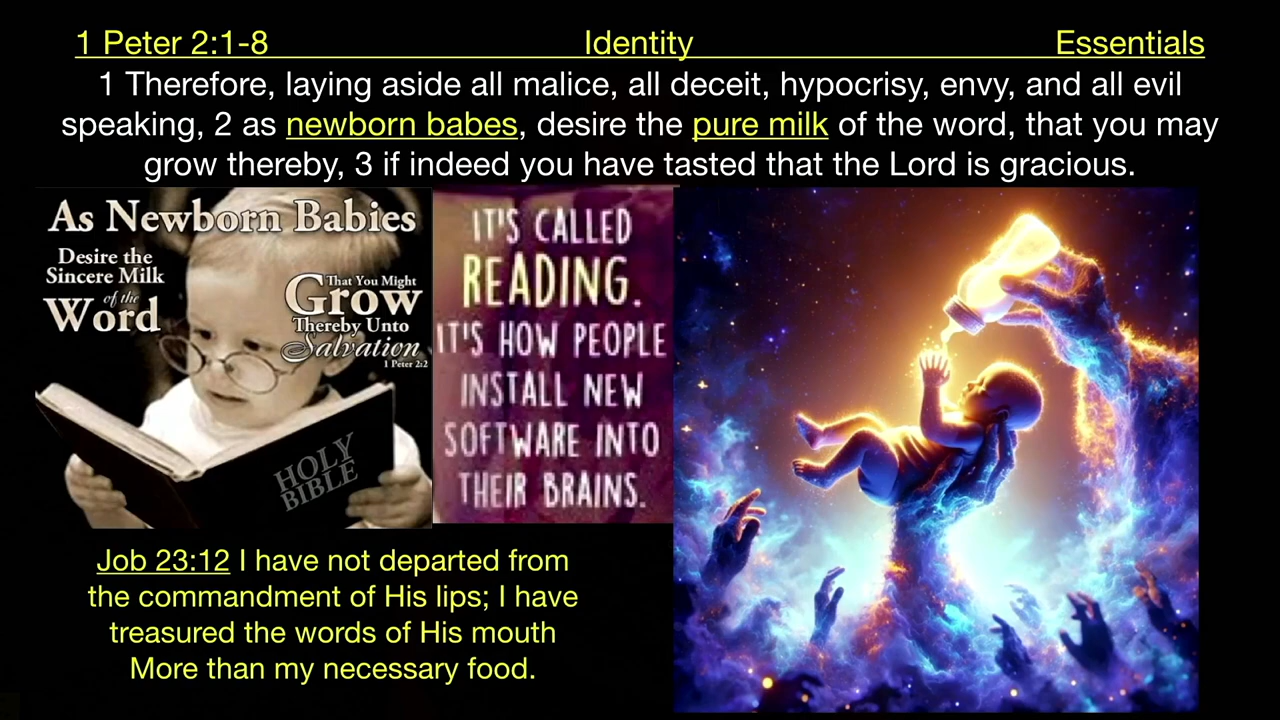 1 Peter 2:1-8 Identity Essentials
1 Therefore, laying aside all malice, all deceit, hypocrisy, envy, and all evil
speaking, 2 as newborn babes, desire the pure milk of the word, that you may
grow thereby, 3 if indeed you have tasted that the Lord is gracious.
As Newborn Babies
Desire the
Sincere Milk
of the
Word
That You Might
Grow
Thereby Unto
Salvation
1 Peter 2:2
HOLY
BIBLE
IT'S CALLED
READING.
IT'S HOW PEOPLE
INSTALL NEW
SOFTWARE INTO
THEIR BRAINS.
Job 23:12 I have not departed from
the commandment of His lips; I have
treasured the words of His mouth
More than my necessary food.